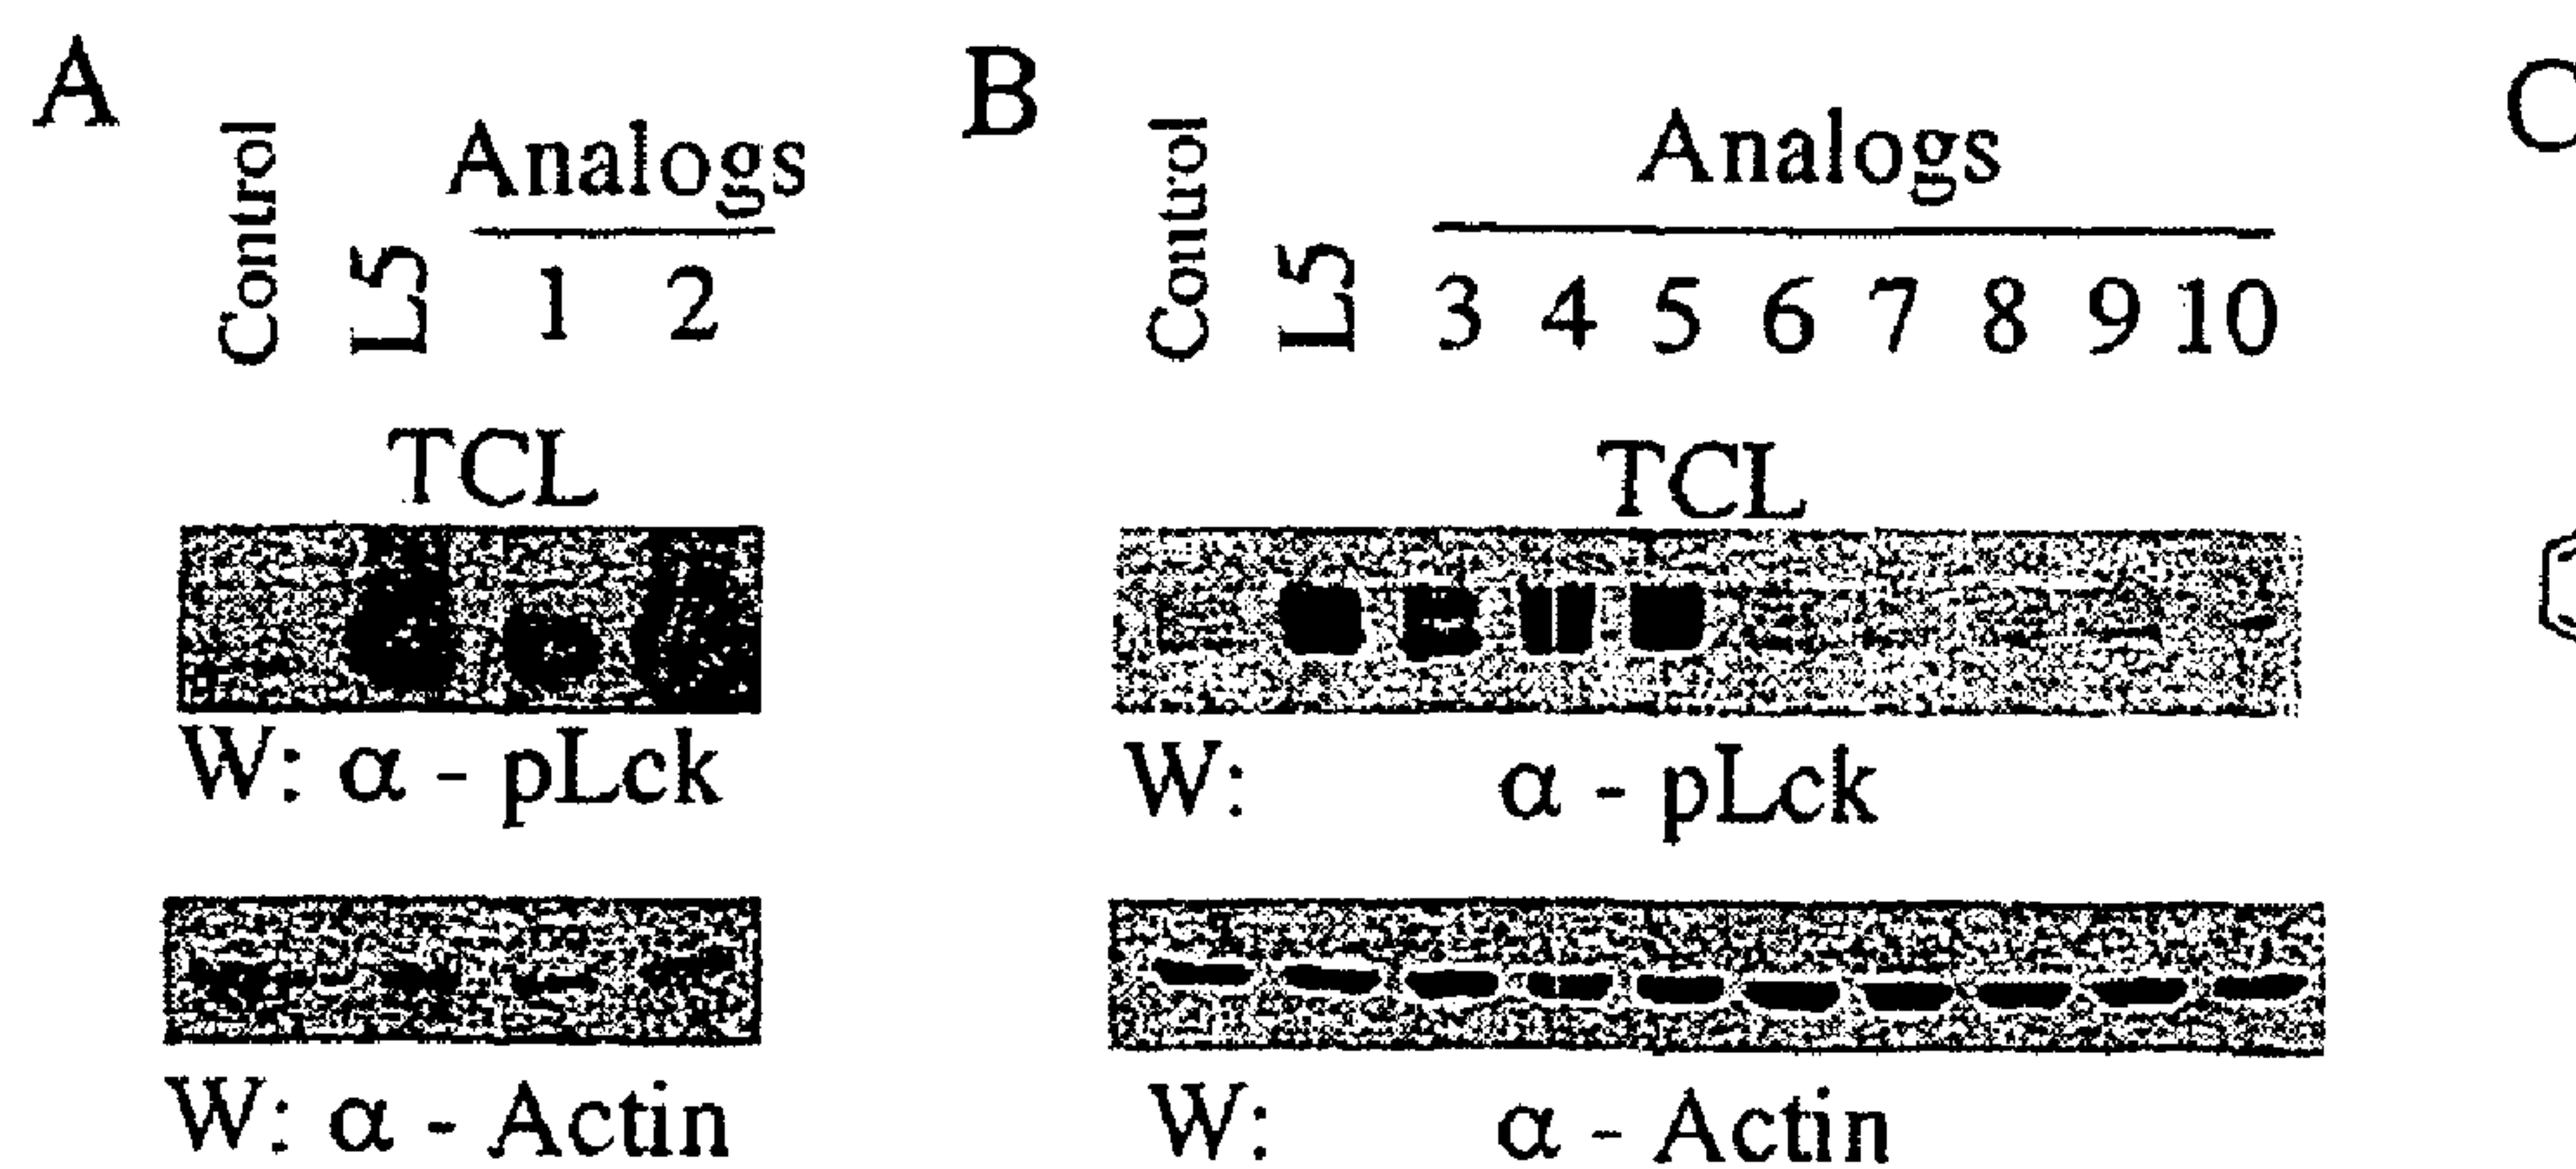 A
Control
L5
Analogs
1 2
TCL
W: α - pLck
W: α - Actin
B
Control
L5
Analogs
3 4 5 6 7 8 9 10
TCL
W: α - pLck
W: α - Actin
C